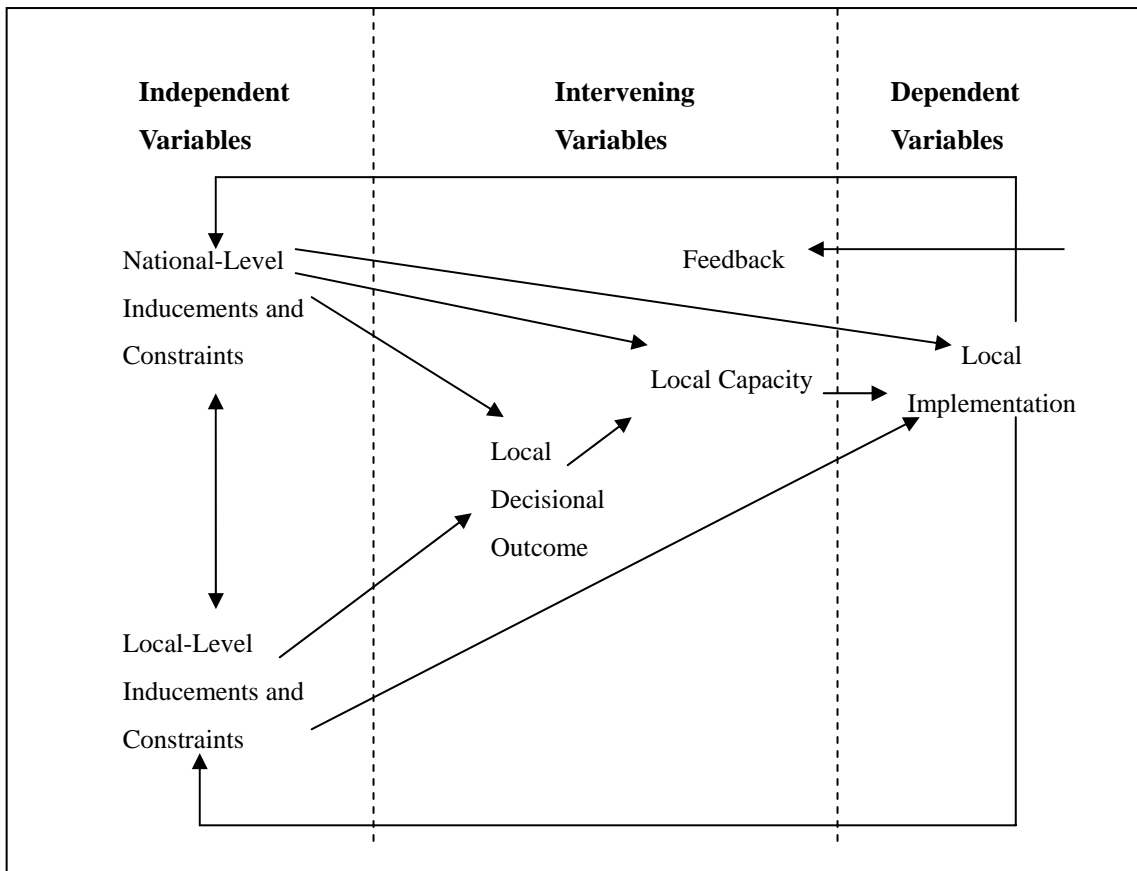 Independent
Variables
Intervening
Variables
Dependent
Variables
National-Level
Inducements and
Constraints
Feedback
Local Capacity
Local
Implementation
Local
Decisional
Outcome
Local-Level
Inducements and
Constraints